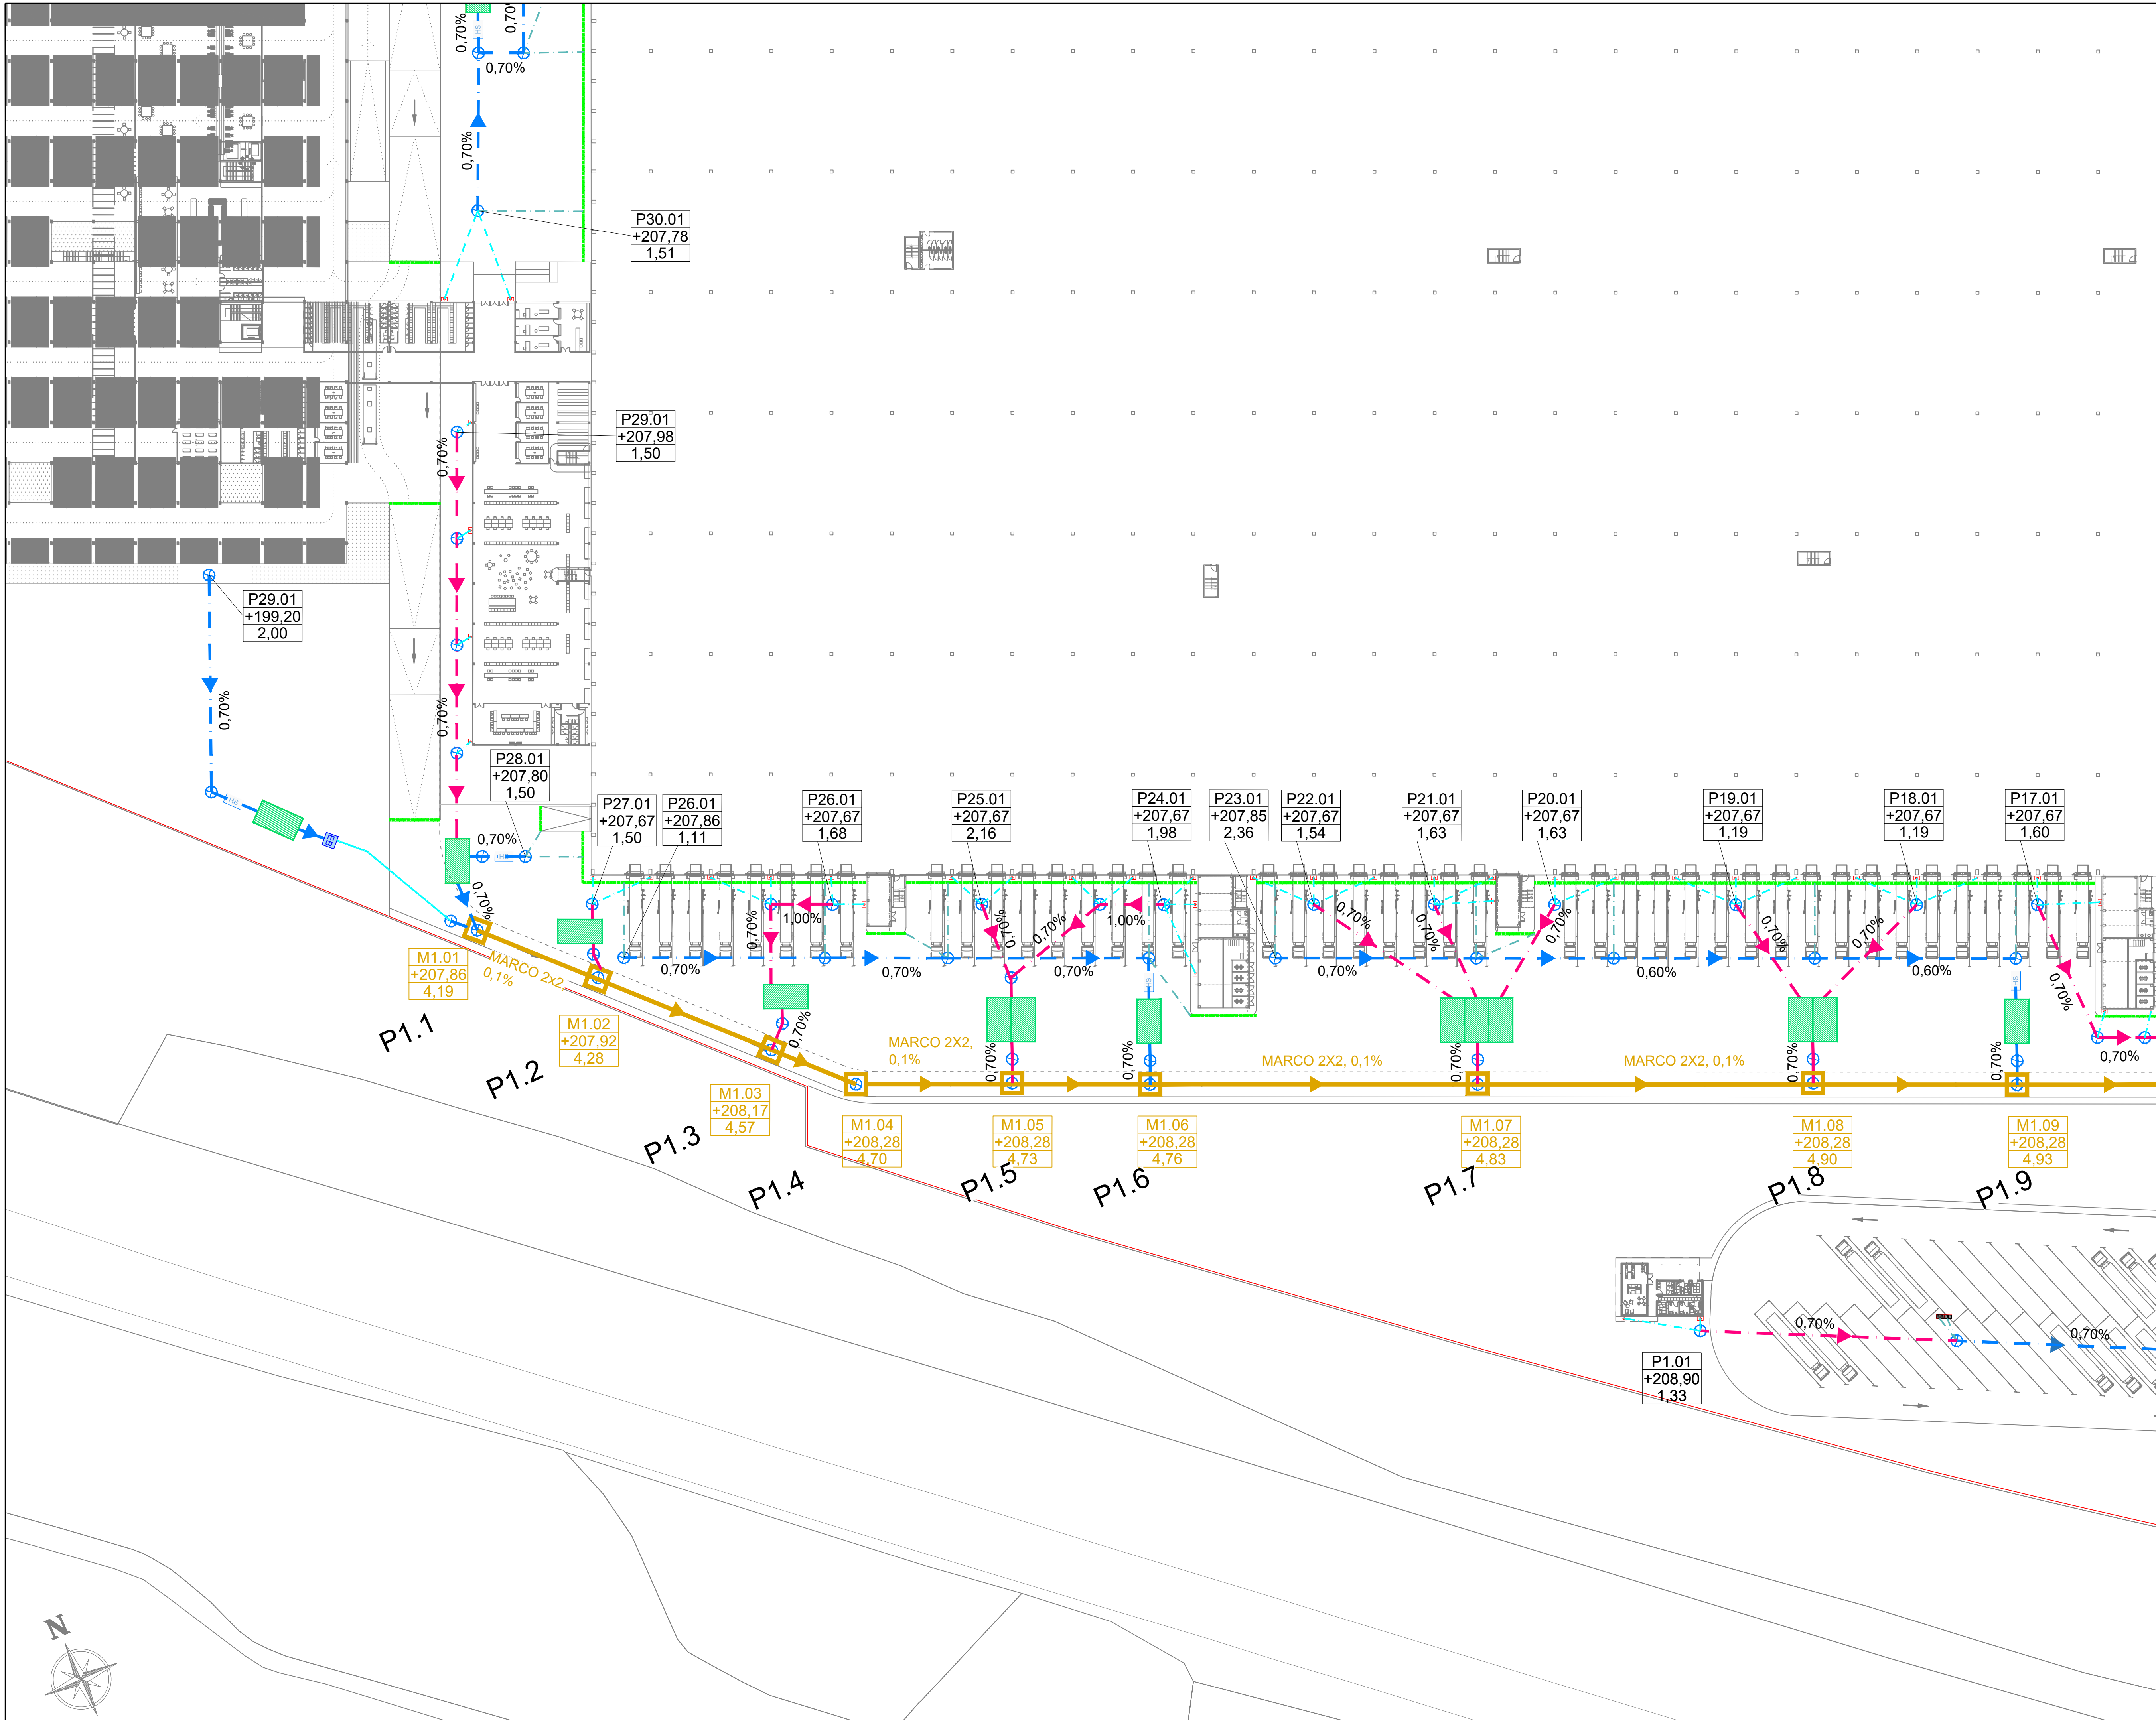 0,70%
HS
0,70%
0,70%
0,70%
P30.01
+207,78
1,51
P29.01
+207,98
1,50
0,70%
P29.01
+199,20
2,00
0,70%
0,70%
P28.01
+207,80
1,50
HS
0,70%
HS
0,70%
P27.01
+207,67
1,50
P26.01
+207,86
1,11
P26.01
+207,67
1,68
P25.01
+207,67
2,16
P24.01
+207,67
1,98
P23.01
+207,85
2,36
P22.01
+207,67
1,54
P21.01
+207,67
1,63
P20.01
+207,67
1,63
P19.01
+207,67
1,19
P18.01
+207,67
1,19
P17.01
+207,67
1,60
0,70%
1,00%
0,70%
0,70%
1,00%
0,70%
0,70%
0,70%
0,70%
0,70%
0,70%
0,70%
0,70%
HS
0,70%
0,60%
0,60%
HS
0,70%
0,70%
M1.01
+207,86
4,19
MARCO 2X2,
0,1%
M1.02
+207,92
4,28
0,70%
MARCO 2X2,
0,1%
0,70%
0,70%
MARCO 2X2, 0,1%
0,70%
MARCO 2X2, 0,1%
0,70%
0,70%
M1.03
+208,17
4,57
M1.04
+208,28
4,70
M1.05
+208,28
4,73
M1.06
+208,28
4,76
M1.07
+208,28
4,83
M1.08
+208,28
4,90
M1.09
+208,28
4,93
P1.1
P1.2
P1.3
P1.4
P1.5
P1.6
P1.7
P1.8
P1.9
0,70%
0,70%
P1.01
+208,90
1,33
N